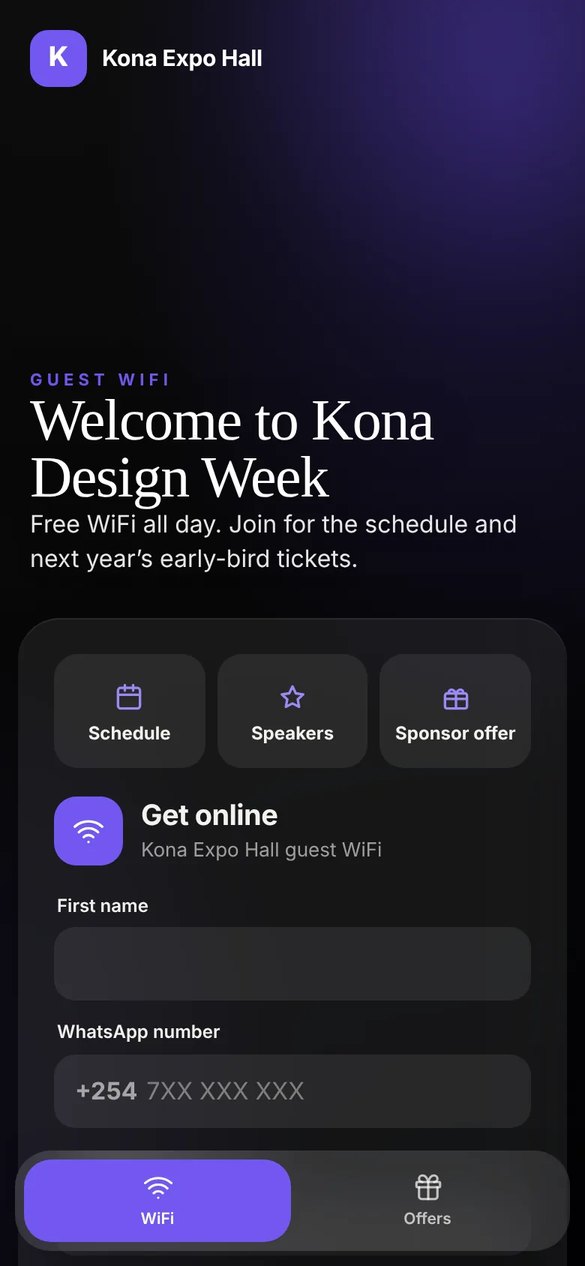 K
Kona Expo Hall
GUEST WIFI
Welcome to Kona
Design Week
Free WiFi all day. Join for the schedule and
next year’s early-bird tickets.
Schedule
Speakers
Sponsor offer
Get online
Kona Expo Hall guest WiFi
First name
WhatsApp number
+254 7XX XXX XXX
WiFi
Offers